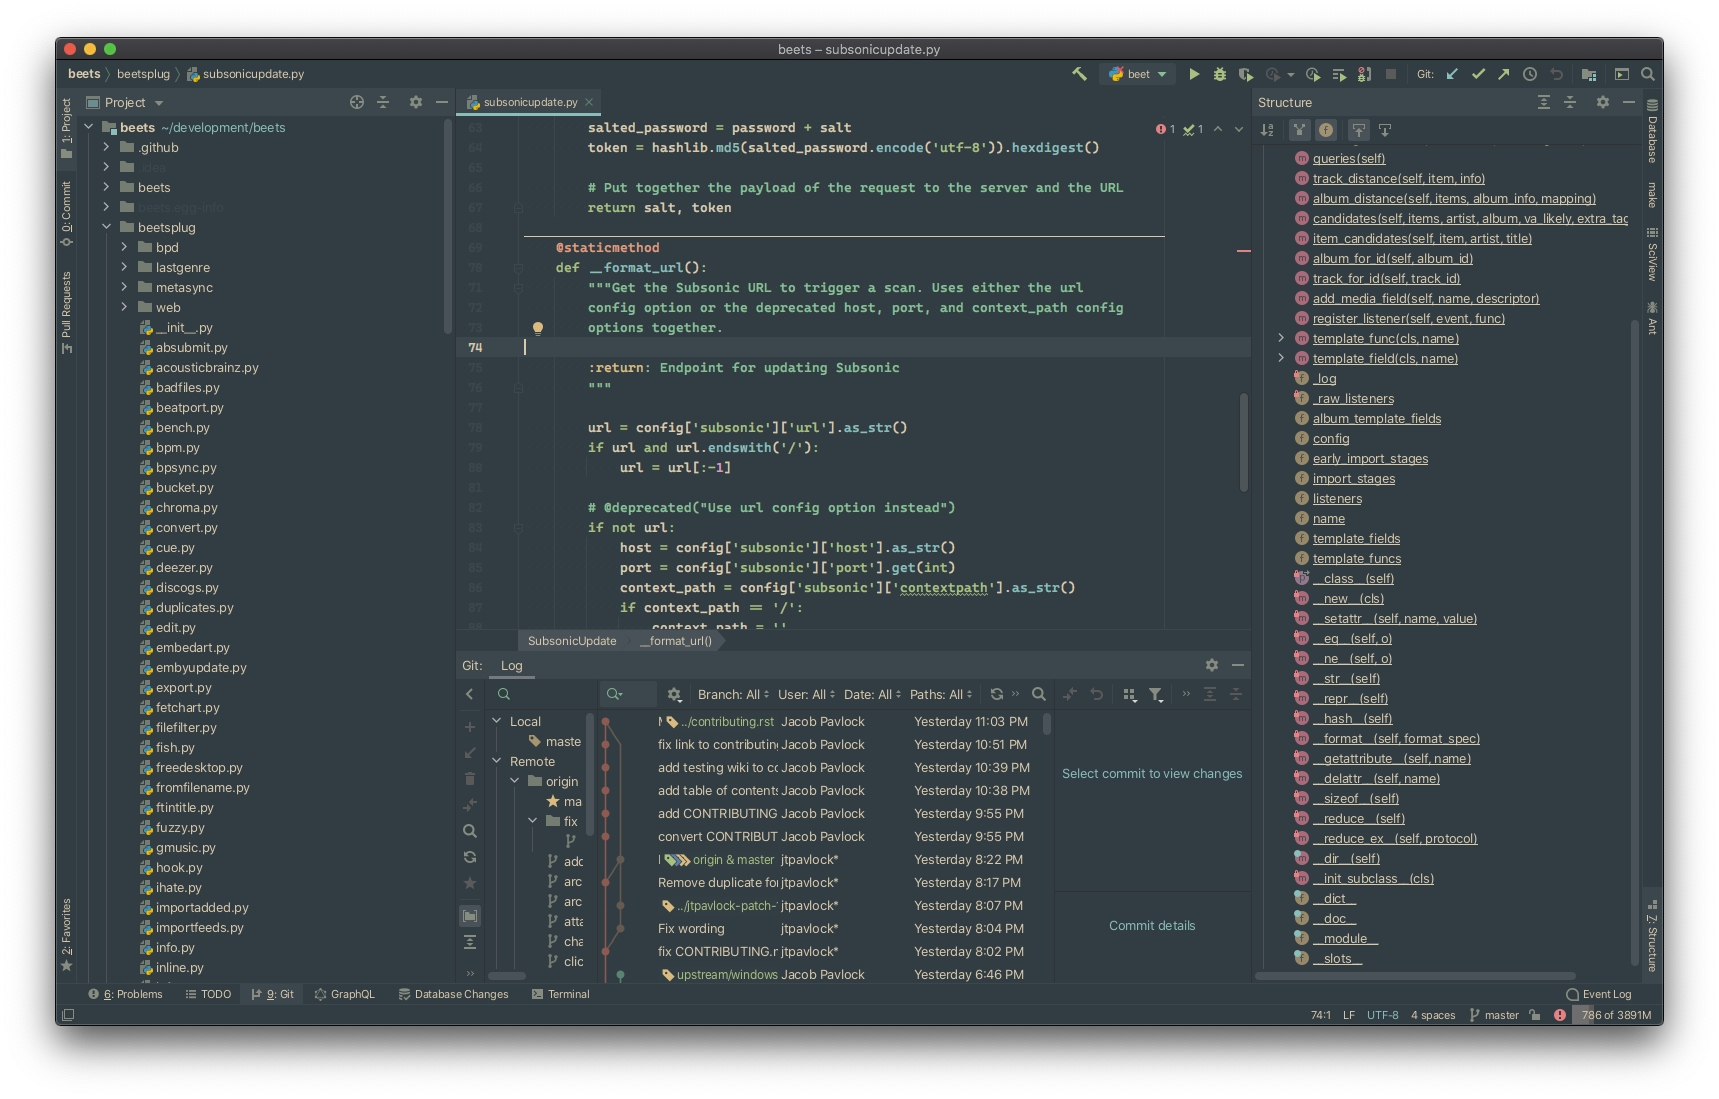 beets – subsonicupdate.py
beets beetsplug subsonicupdate.py
beet
Git:
1: Project
0: Commit
Pull Requests
2: Favorites
Project
beets ~/development/beets
.github
.idea
beets
beets.egg-info
beetsplug
bpd
lastgenre
metasync
web
__init__.py
absubmit.py
acousticbrainz.py
badfiles.py
beatport.py
bench.py
bpm.py
bpsync.py
bucket.py
chroma.py
convert.py
cue.py
deezer.py
discogs.py
duplicates.py
edit.py
embedart.py
embyupdate.py
export.py
fetchart.py
filefilter.py
fish.py
freedesktop.py
fromfilename.py
ftintitle.py
fuzzy.py
gmusic.py
hook.py
ihate.py
importadded.py
importfeeds.py
info.py
inline.py
subsonicupdate.py
1 1
63 salted_password = password + salt
64 token = hashlib.md5(salted_password.encode('utf-8')).hexdigest()
65
66 # Put together the payload of the request to the server and the URL
67 return salt, token
68
69 @staticmethod
70 def __format_url():
71 """Get the Subsonic URL to trigger a scan. Uses either the url
72 config option or the deprecated host, port, and context_path config
73 options together.
74
75 :return: Endpoint for updating Subsonic
76 """
77
78 url = config['subsonic']['url'].as_str()
79 if url and url.endswith('/'):
80 url = url[:-1]
81
82 # @deprecated("Use url config option instead")
83 if not url:
84 host = config['subsonic']['host'].as_str()
85 port = config['subsonic']['port'].get(int)
86 context_path = config['subsonic']['contextpath'].as_str()
87 if context_path == '/':
88 context_path = ''
SubsonicUpdate __format_url()
Git: Log
Local
maste
Remote
origin
ma
fix
add
arc
arc
atta
cha
clic
Branch: All User: All Date: All Paths: All
../contributing.rst Jacob Pavlock Yesterday 11:03 PM
fix link to contributing Jacob Pavlock Yesterday 10:51 PM
add testing wiki to cc Jacob Pavlock Yesterday 10:39 PM
add table of contents Jacob Pavlock Yesterday 10:38 PM
add CONTRIBUTING Jacob Pavlock Yesterday 9:55 PM
convert CONTRIBUT Jacob Pavlock Yesterday 9:55 PM
origin & master jtpavlock* Yesterday 8:22 PM
Remove duplicate for jtpavlock* Yesterday 8:17 PM
../jtpavlock-patch- jtpavlock* Yesterday 8:07 PM
Fix wording jtpavlock* Yesterday 8:04 PM
fix CONTRIBUTING.r jtpavlock* Yesterday 8:02 PM
upstream/windows Jacob Pavlock Yesterday 6:46 PM
Select commit to view changes
Commit details
Structure
queries(self)
track_distance(self, item, info)
album_distance(self, items, album_info, mapping)
candidates(self, items, artist, album, va_likely, extra_tag
item_candidates(self, item, artist, title)
album_for_id(self, album_id)
track_for_id(self, track_id)
add_media_field(self, name, descriptor)
register_listener(self, event, func)
template_func(cls, name)
template_field(cls, name)
_log
_raw_listeners
album_template_fields
config
early_import_stages
import_stages
listeners
name
template_fields
template_funcs
__class__(self)
__new__(cls)
__setattr__(self, name, value)
__eq__(self, o)
__ne__(self, o)
__str__(self)
__repr__(self)
__hash__(self)
__format__(self, format_spec)
__getattribute__(self, name)
__delattr__(self, name)
__sizeof__(self)
__reduce__(self)
__reduce_ex__(self, protocol)
__dir__(self)
__init_subclass__(cls)
__dict__
__doc__
__module__
__slots__
Database
make
SciView
Ant
Z: Structure
6: Problems TODO 9: Git GraphQL Database Changes Terminal Event Log
74:1 LF UTF-8 4 spaces master 786 of 3891M